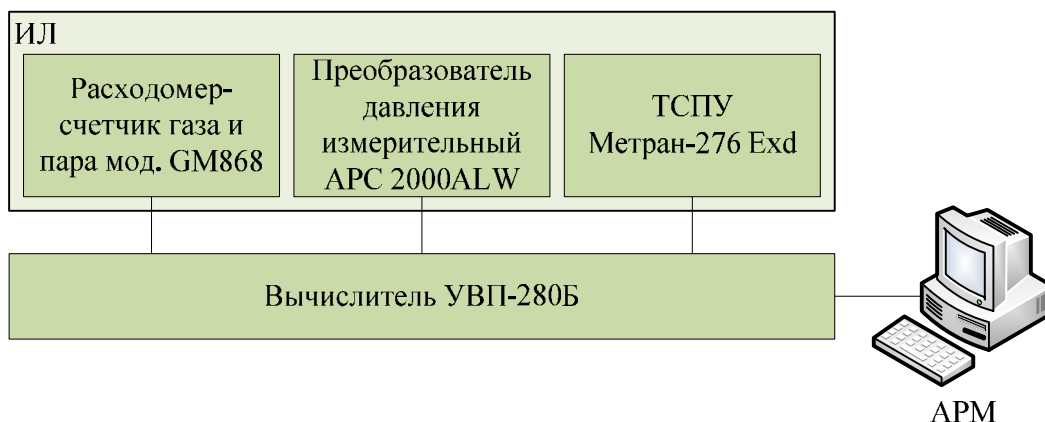 ИЛ
Расходомер-
счетчик газа и
пара мод. GM868
Преобразователь
давления
измерительный
АРС 2000ALW
ТСПУ
Метран-276 Exd
Вычислитель УВП-280Б
АРМ